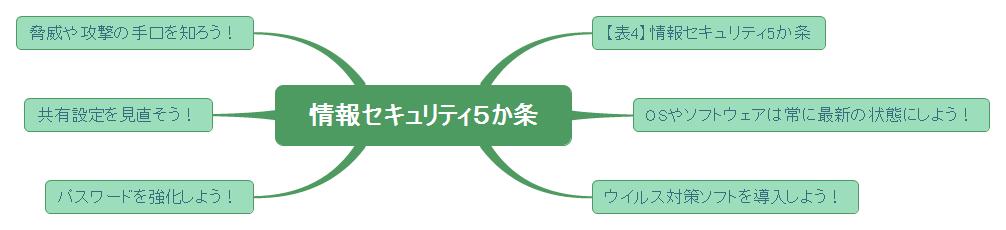 情報セキュリティ5か条
【表4】情報セキュリティ5か条
OSやソフトウェアは常に最新の状態にしよう！
ウイルス対策ソフトを導入しよう！
パスワードを強化しよう！
共有設定を見直そう！
脅威や攻撃の手口を知ろう！